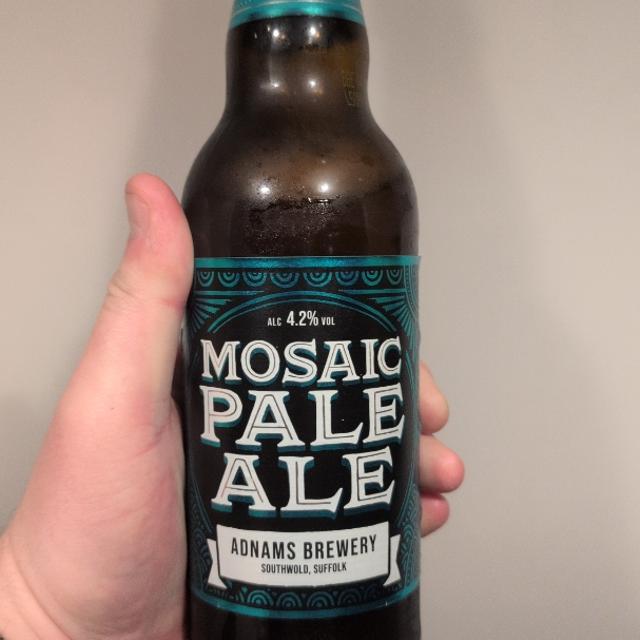 ALC 4.2% VOL
MOSAIC
PALE
ALE
ADNAMS BREWERY
SOUTHWOLD, SUFFOLK